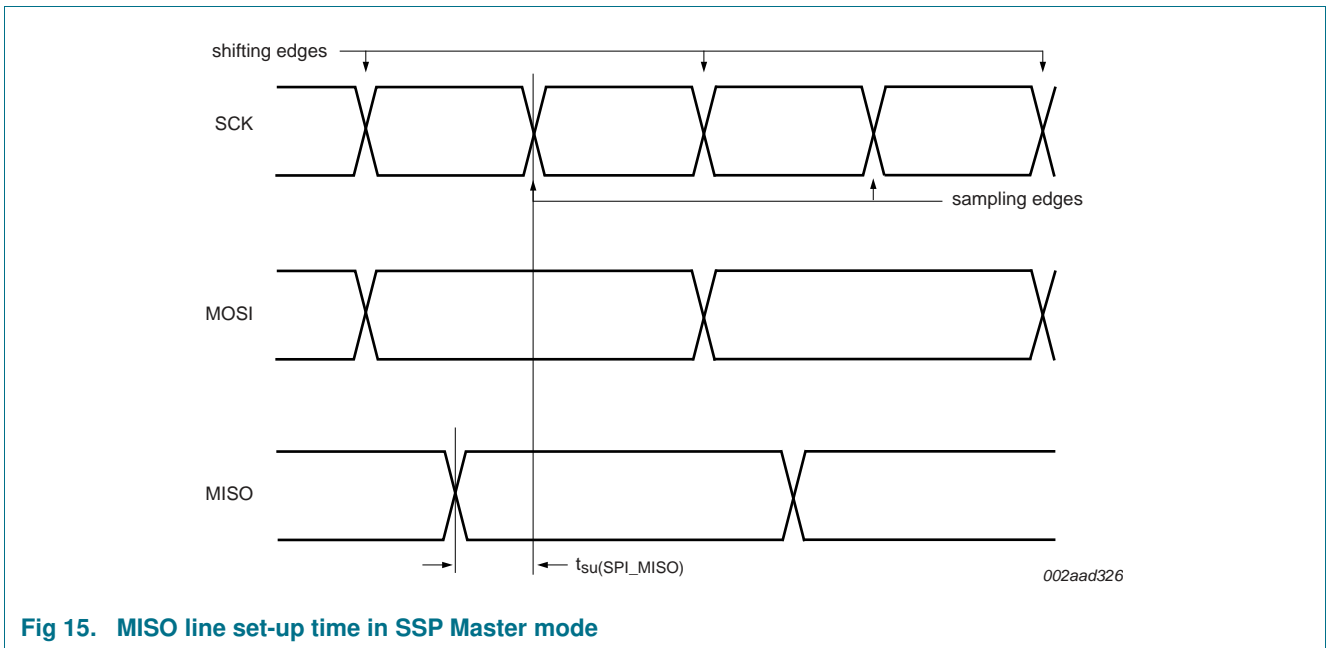 shifting edges
SCK
sampling edges
MOSI
MISO
tsu(SPI_MISO)
002aad326
Fig 15. MISO line set-up time in SSP Master mode